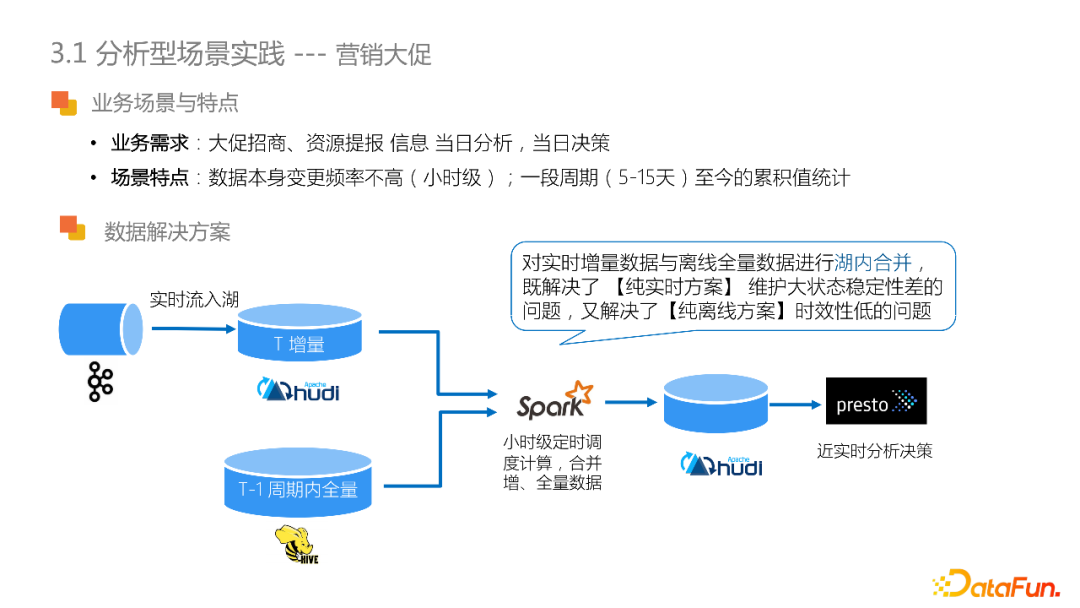 3.1 分析型场景实践 --- 营销大促
业务场景与特点
• 业务需求：大促招商、资源提报 信息 当日分析，当日决策
• 场景特点：数据本身变更频率不高（小时级）；一段周期（5-15天）至今的累积值统计
数据解决方案
对实时增量数据与离线全量数据进行湖内合并，
既解决了 【纯实时方案】 维护大状态稳定性差的
问题，又解决了【纯离线方案】时效性低的问题
实时流入湖
T 增量
Apache
hudi
T-1 周期内全量
HIVE
Spark
小时级定时调
度计算，合并
增、全量数据
Apache
hudi
presto
近实时分析决策
DataFun.